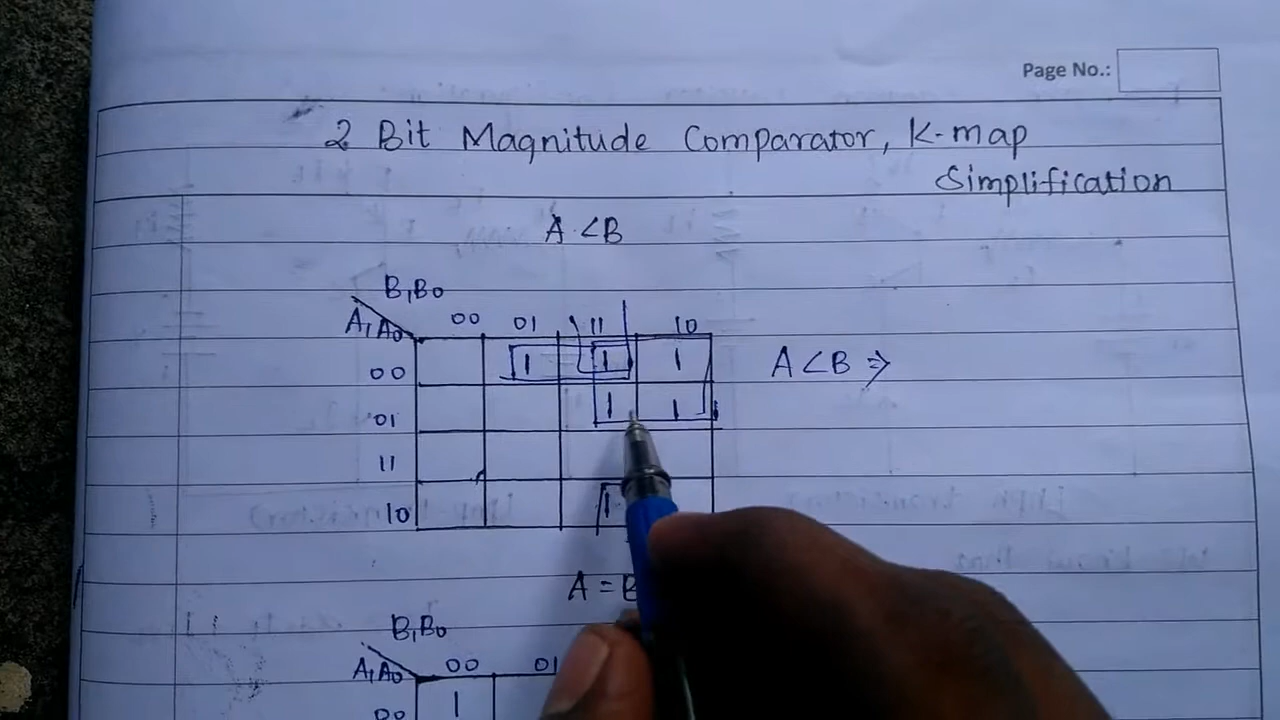 Page No.:
2 Bit Magnitude Comparator, K-map
Simplification
A<B
B₁B₀
A₁A₀ 00 01 11 10
00 1 1 1 A<B ⇒
01 1 1
11
10 1
A=B
B₁B₀
A₁A₀ 00 01
00 1